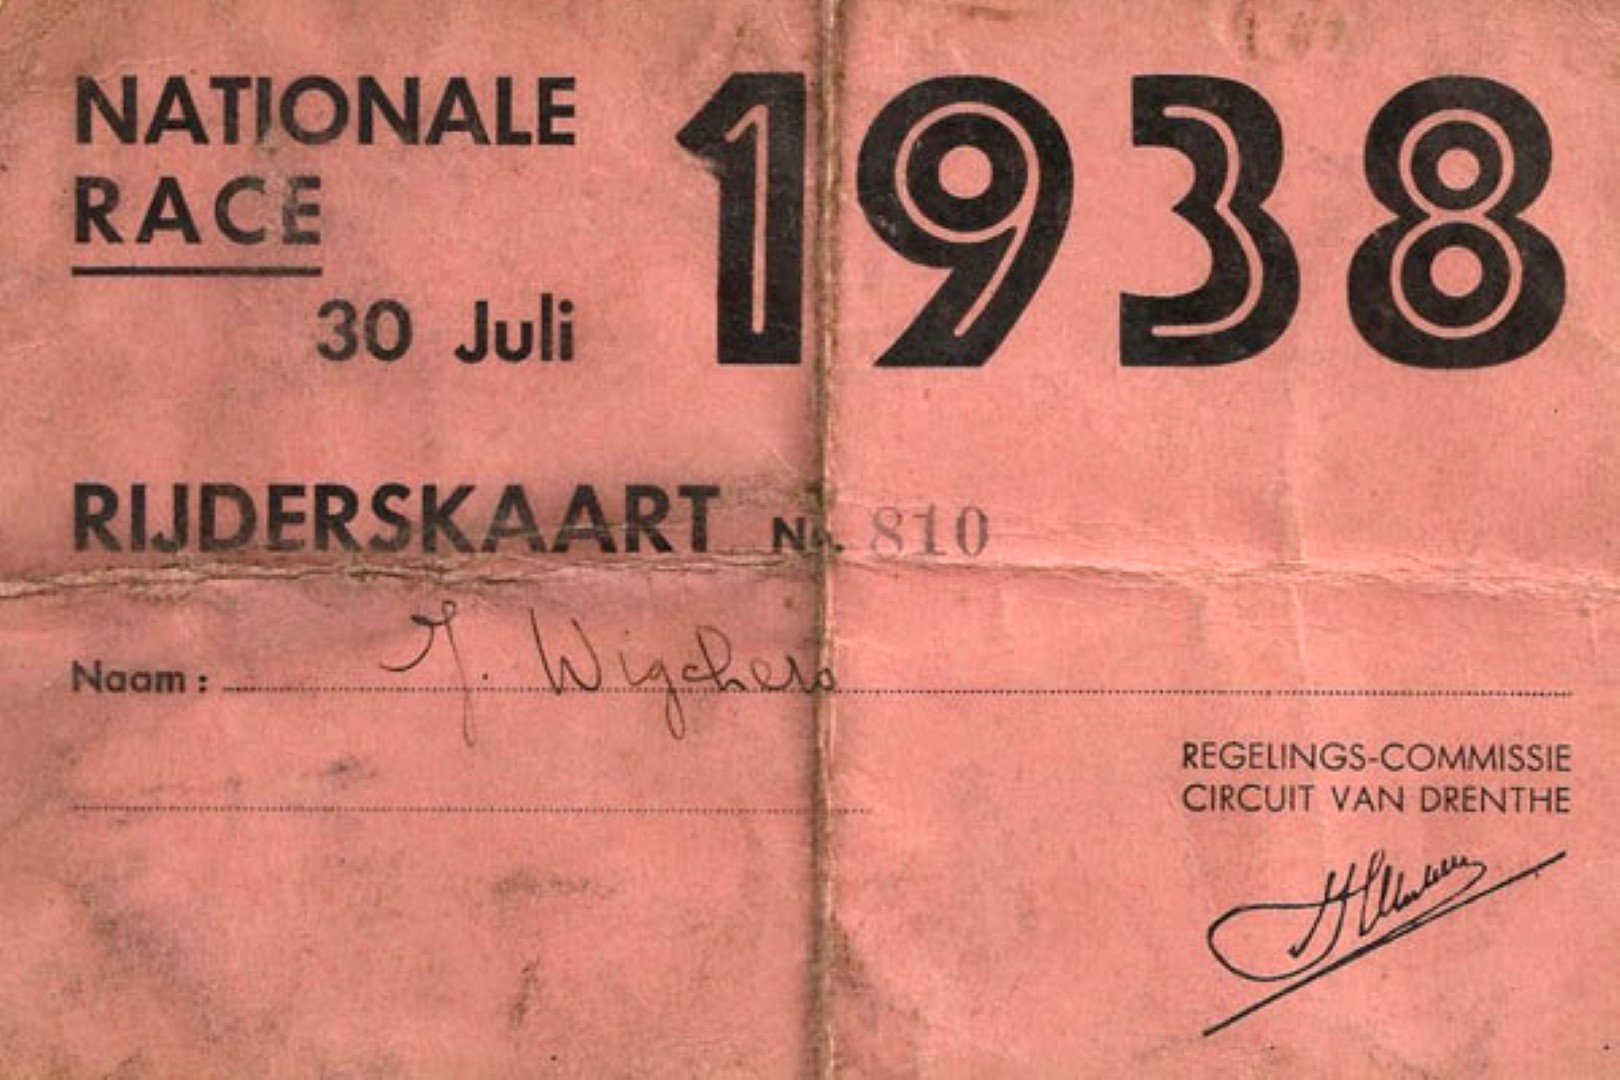 NATIONALE
RACE
30 Juli
1938
RIJDERSKAART No. 810
Naam: J. Wigchers
REGELINGS-COMMISSIE
CIRCUIT VAN DRENTHE